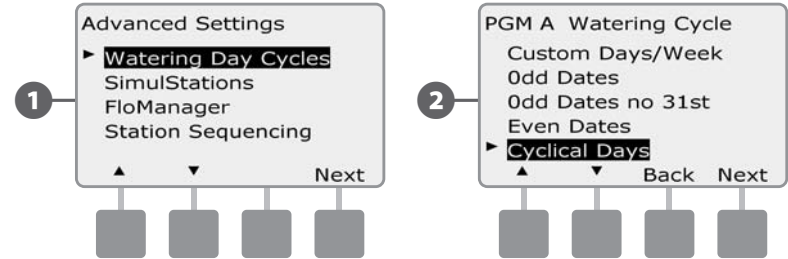 1
Advanced Settings
► Watering Day Cycles
SimulStations
FloManager
Station Sequencing
▲ ▼ Next
2
PGM A Watering Cycle
Custom Days/Week
0dd Dates
0dd Dates no 31st
Even Dates
► Cyclical Days
▲ ▼ Back Next